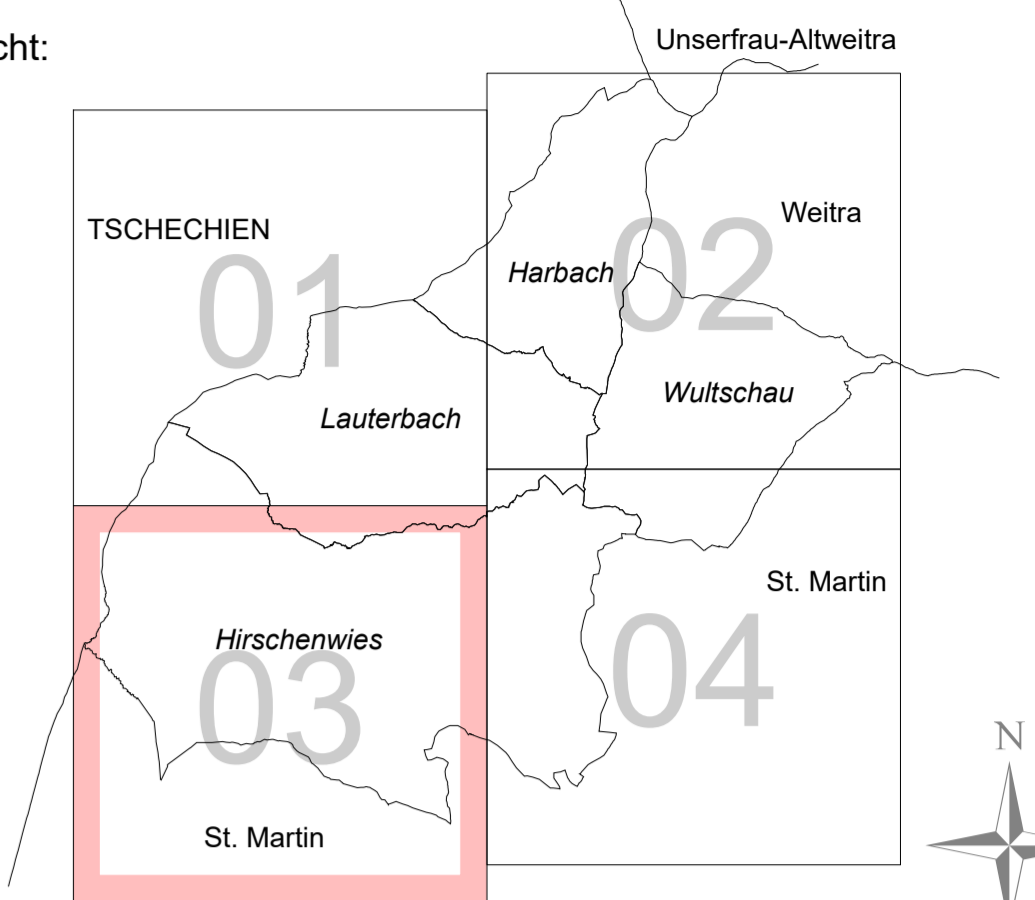 cht:
Unserfrau-Altweitra
TSCHECHIEN
01
Weitra
02
Harbach
Lauterbach
Wultschau
Hirschenwies
03
St. Martin
St. Martin
04
N